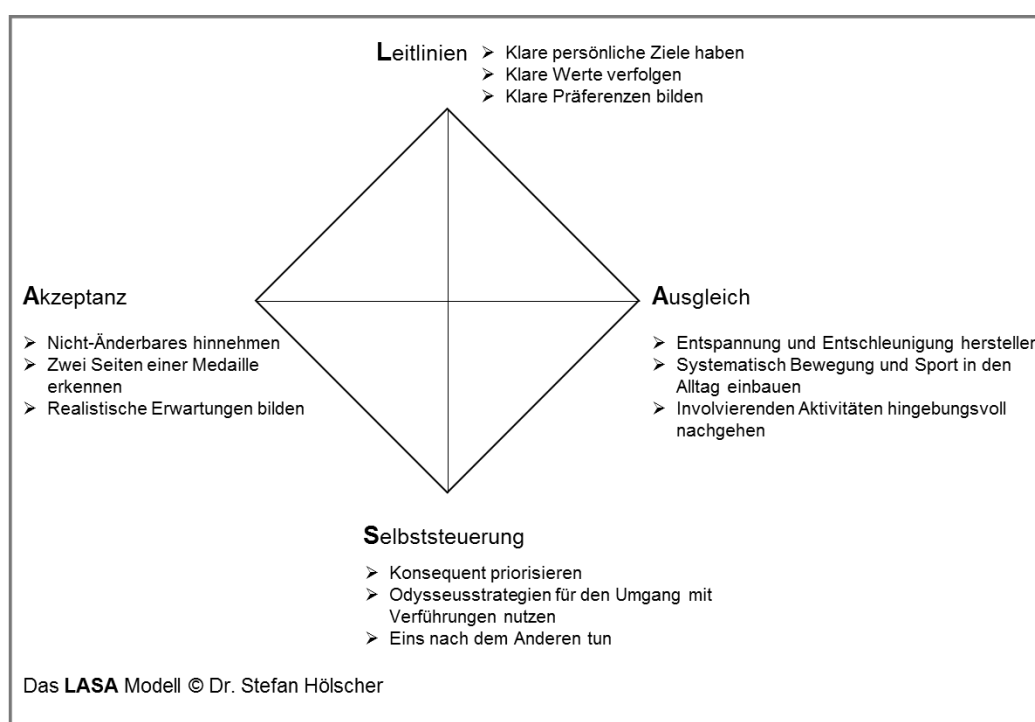 Leitlinien
➢ Klare persönliche Ziele haben
➢ Klare Werte verfolgen
➢ Klare Präferenzen bilden
Akzeptanz
➢ Nicht-Änderbares hinnehmen
➢ Zwei Seiten einer Medaille
erkennen
➢ Realistische Erwartungen bilden
Ausgleich
➢ Entspannung und Entschleunigung hersteller
➢ Systematisch Bewegung und Sport in den
Alltag einbauen
➢ Involvierenden Aktivitäten hingebungsvoll
nachgehen
Selbststeuerung
➢ Konsequent priorisieren
➢ Odysseusstrategien für den Umgang mit
Verführungen nutzen
➢ Eins nach dem Anderen tun
Das LASA Modell © Dr. Stefan Hölscher